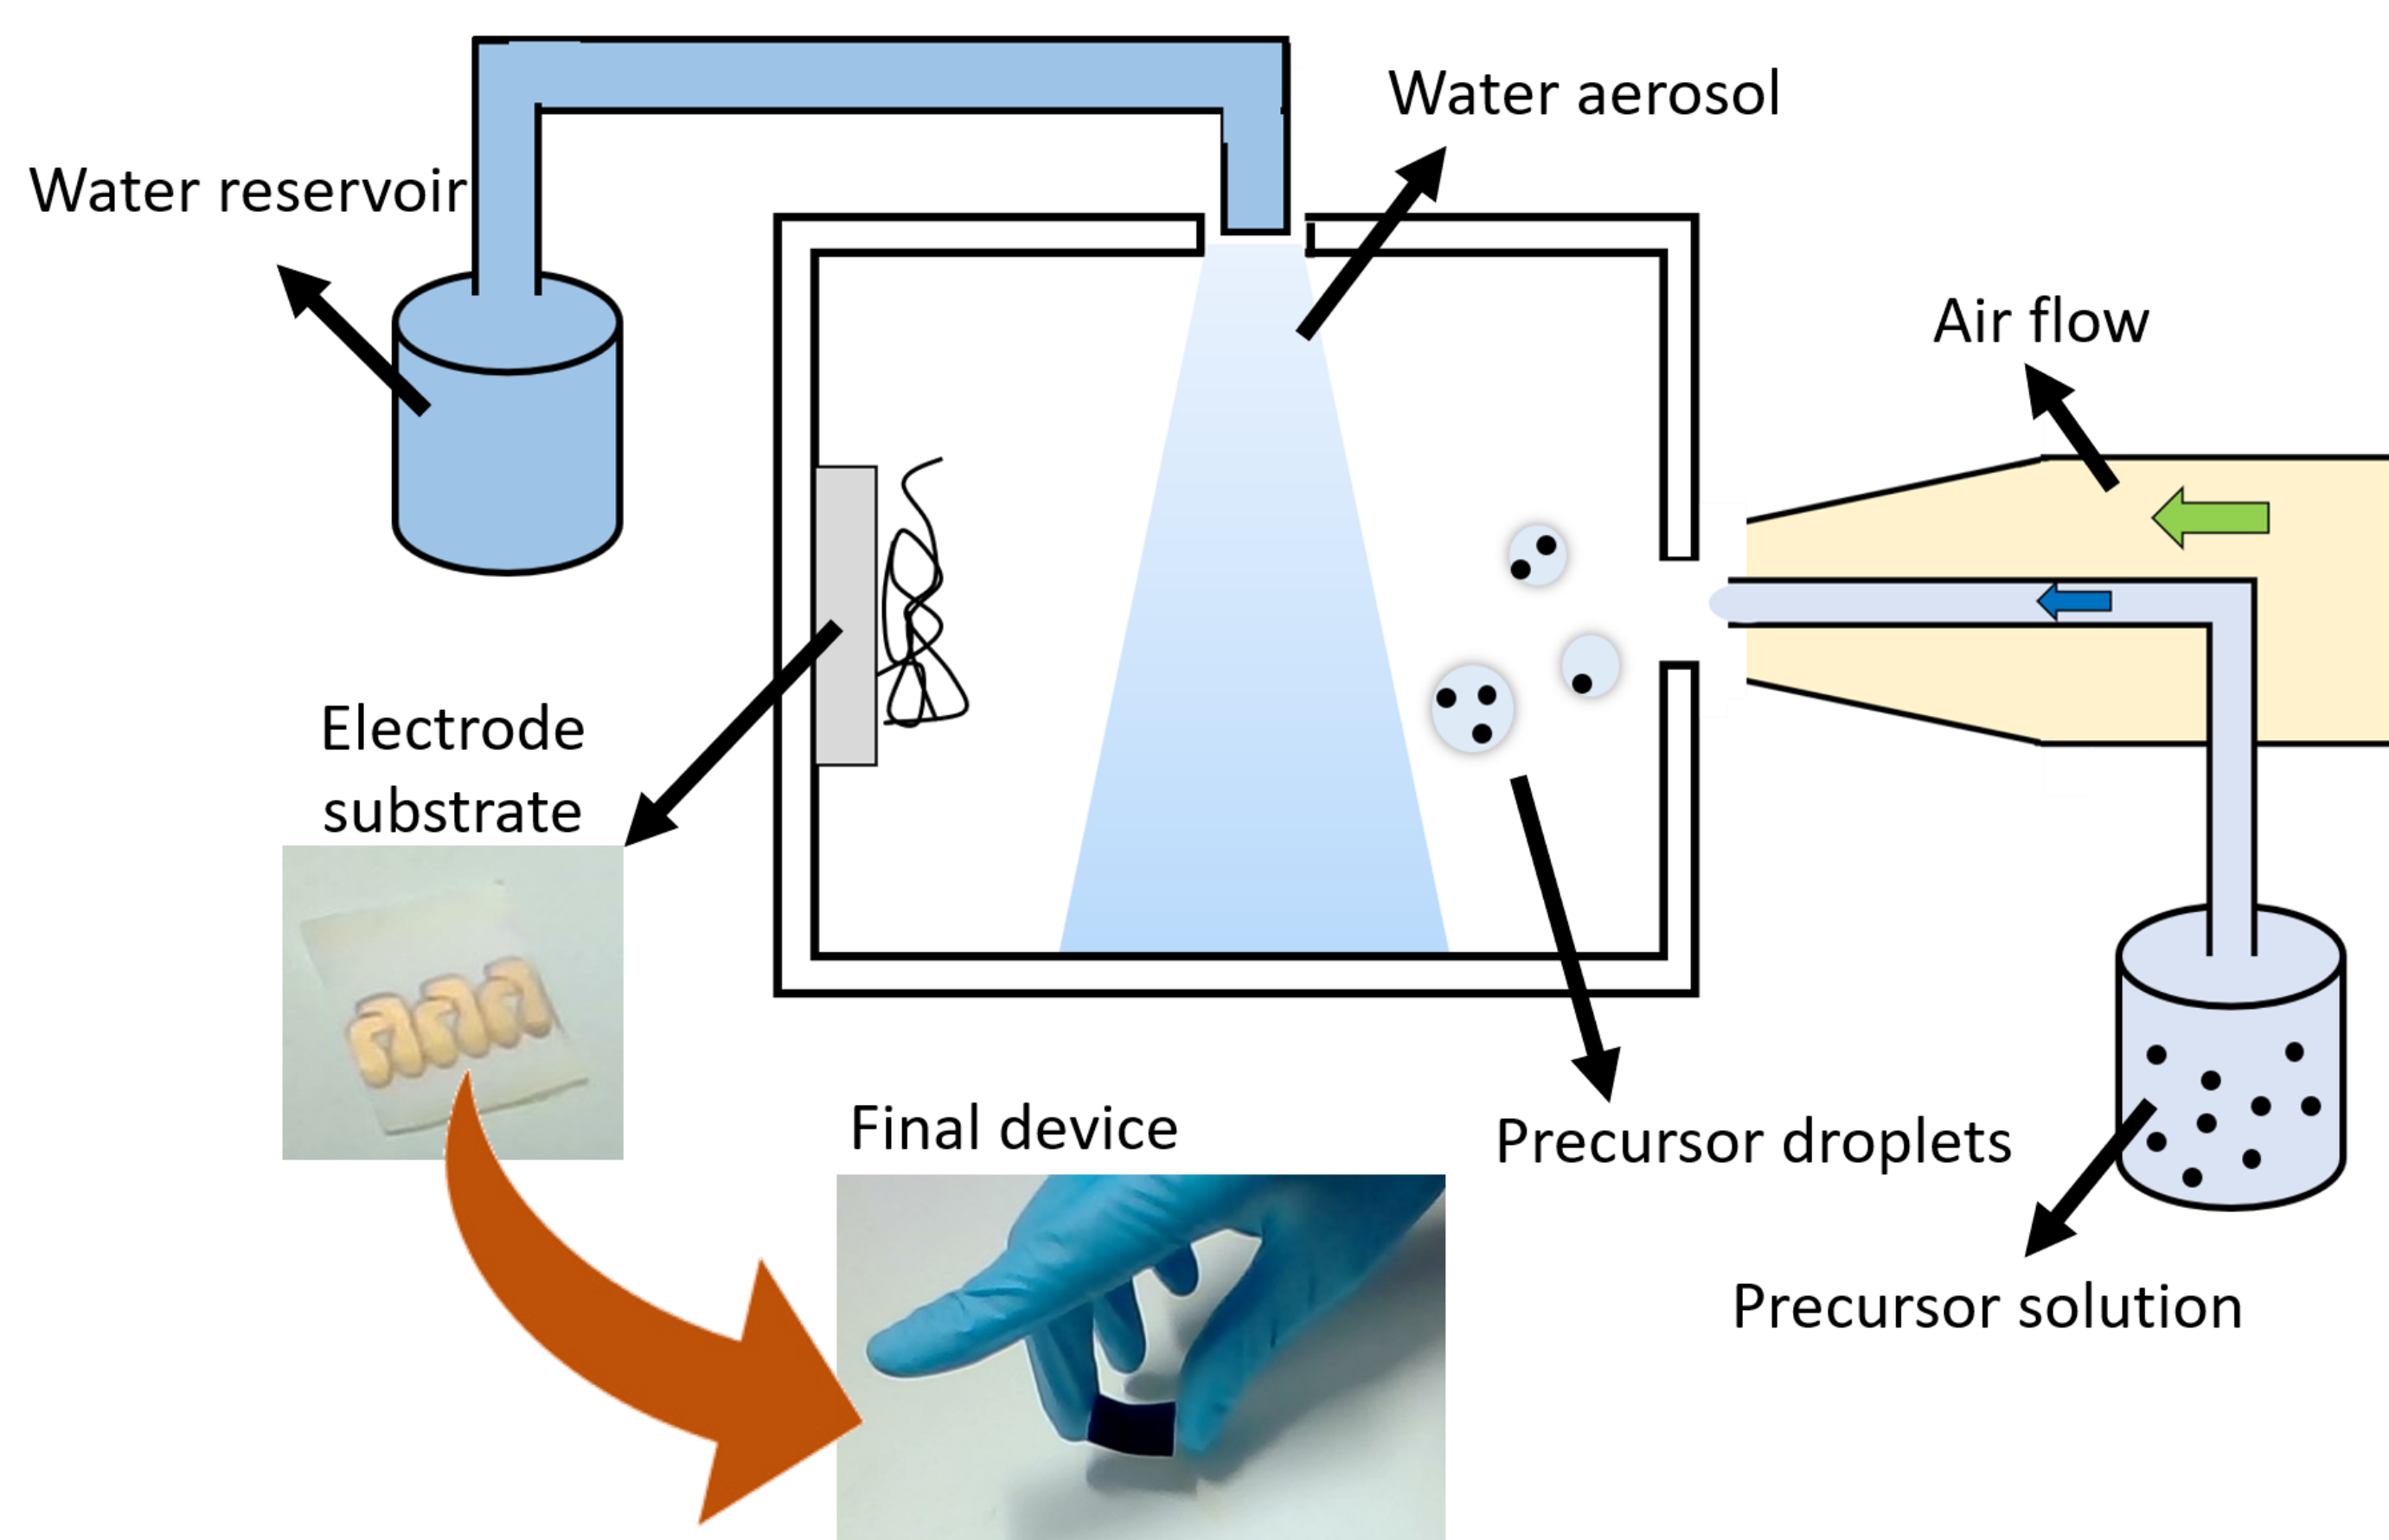 Water aerosol
Water reservoir
Air flow
Electrode
substrate
Final device
Precursor droplets
Precursor solution